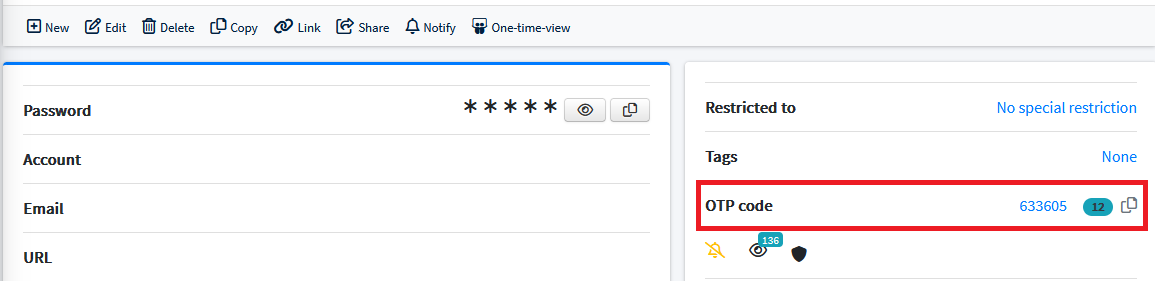 New Edit Delete Copy Link Share Notify One-time-view
Password *****
Account
Email
URL
Restricted to No special restriction
Tags None
OTP code 633605 12
136